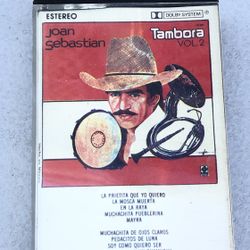 ESTEREO
DOLBY SYSTEM
joan
sebastian
Tambora
VOL. 2
LA PRIETITA QUE YO QUIERO
LA MOSCA MUERTA
EN LA RAYA
MUCHACHITA PUEBLERINA
MAYRA
MUCHACHITA DE OJOS CLAROS
PEDACITOS DE LUNA
SOY COMO QUIERO SER